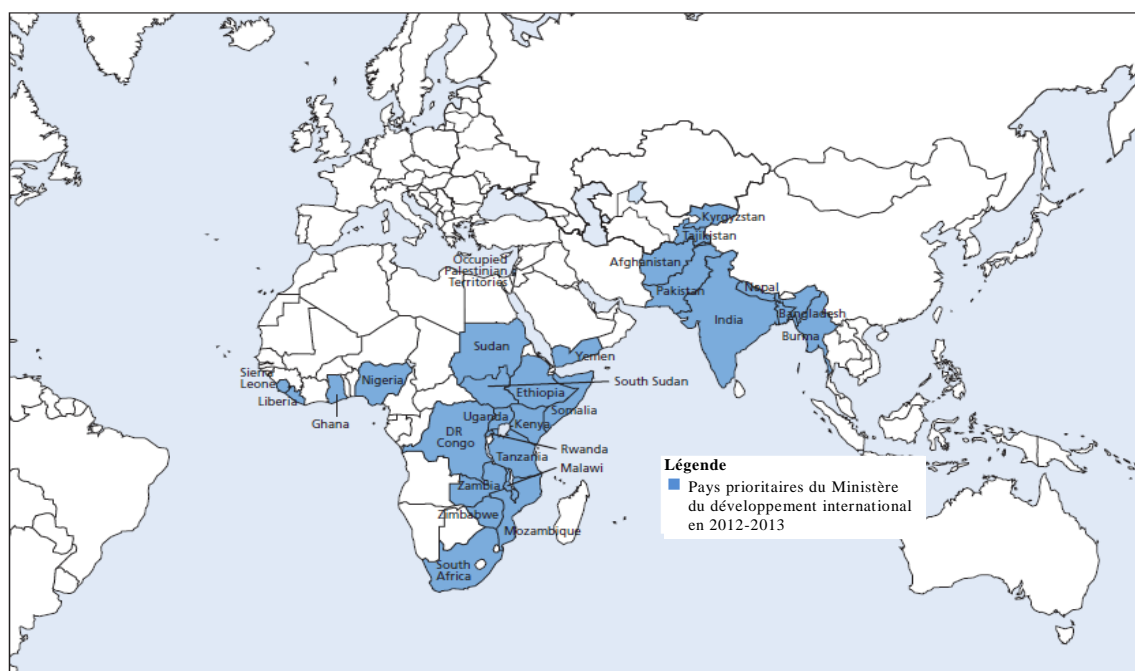 Kyrgyzstan
Tajikistan
Occupied
Palestinian
Territories
Afghanistan
Pakistan
Nepal
India
Bangladesh
Burma
Sudan
Yemen
Sierra
Leone
Nigeria
South Sudan
Ethiopia
Liberia
Somalia
Ghana
Uganda
Kenya
DR
Congo
Rwanda
Tanzania
Malawi
Zambia
Zimbabwe
Mozambique
South
Africa
Légende
Pays prioritaires du Ministère
du développement international
en 2012-2013